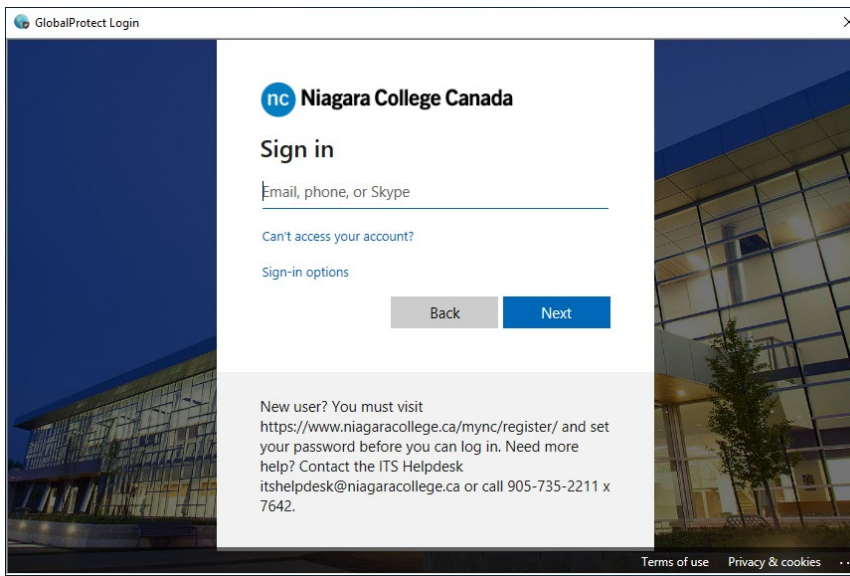 GlobalProtect Login
nc Niagara College Canada
Sign in
Email, phone, or Skype
Can't access your account?
Sign-in options
Back Next
New user? You must visit
https://www.niagaracollege.ca/mync/register/ and set
your password before you can log in. Need more
help? Contact the ITS Helpdesk
itshelpdesk@niagaracollege.ca or call 905-735-2211 x
7642.
Terms of use Privacy & cookies